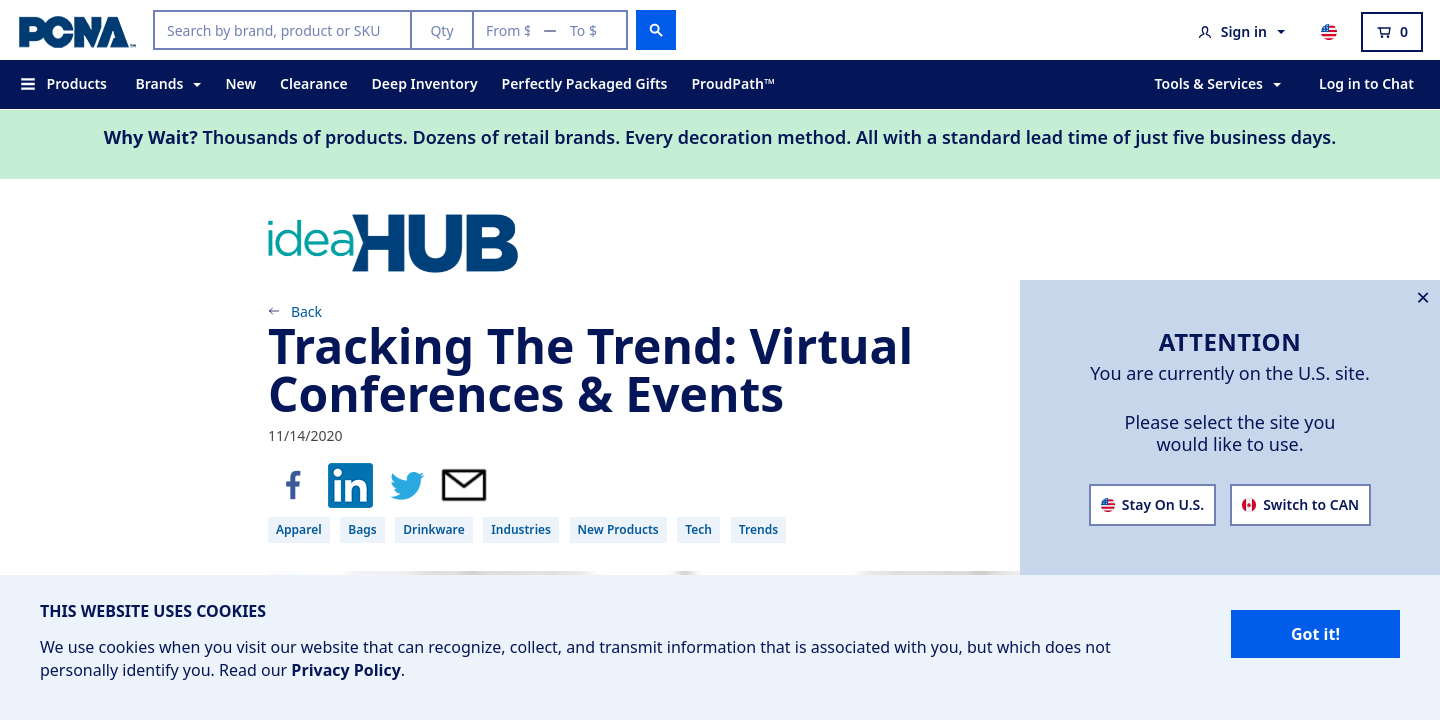 PCNA™
Search by brand, product or SKU
Qty
From $
—
To $
Sign in
0
Products
Brands
New
Clearance
Deep Inventory
Perfectly Packaged Gifts
ProudPath™
Tools & Services
Log in to Chat
Why Wait? Thousands of products. Dozens of retail brands. Every decoration method. All with a standard lead time of just five business days.
ideaHUB
Back
Tracking The Trend: Virtual
Conferences & Events
11/14/2020
Apparel
Bags
Drinkware
Industries
New Products
Tech
Trends
ATTENTION
You are currently on the U.S. site.
Please select the site you
would like to use.
Stay On U.S.
Switch to CAN
THIS WEBSITE USES COOKIES
We use cookies when you visit our website that can recognize, collect, and transmit information that is associated with you, but which does not
personally identify you. Read our Privacy Policy.
Got it!